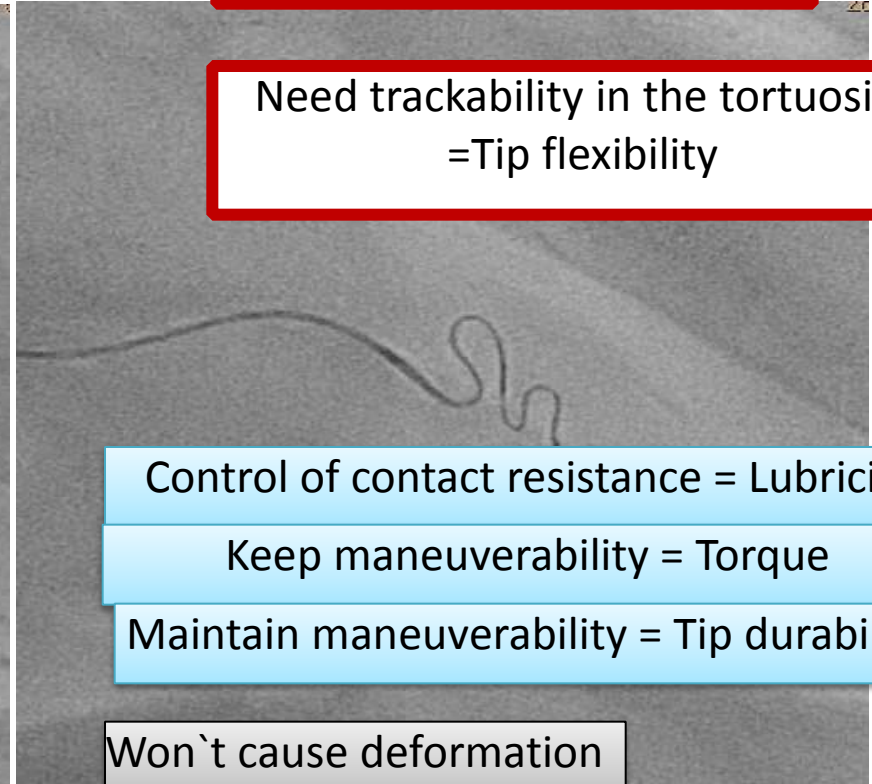 Need trackability in the tortuosi
=Tip flexibility
Control of contact resistance = Lubrici
Keep maneuverability = Torque
Maintain maneuverability = Tip durabi
Won`t cause deformation